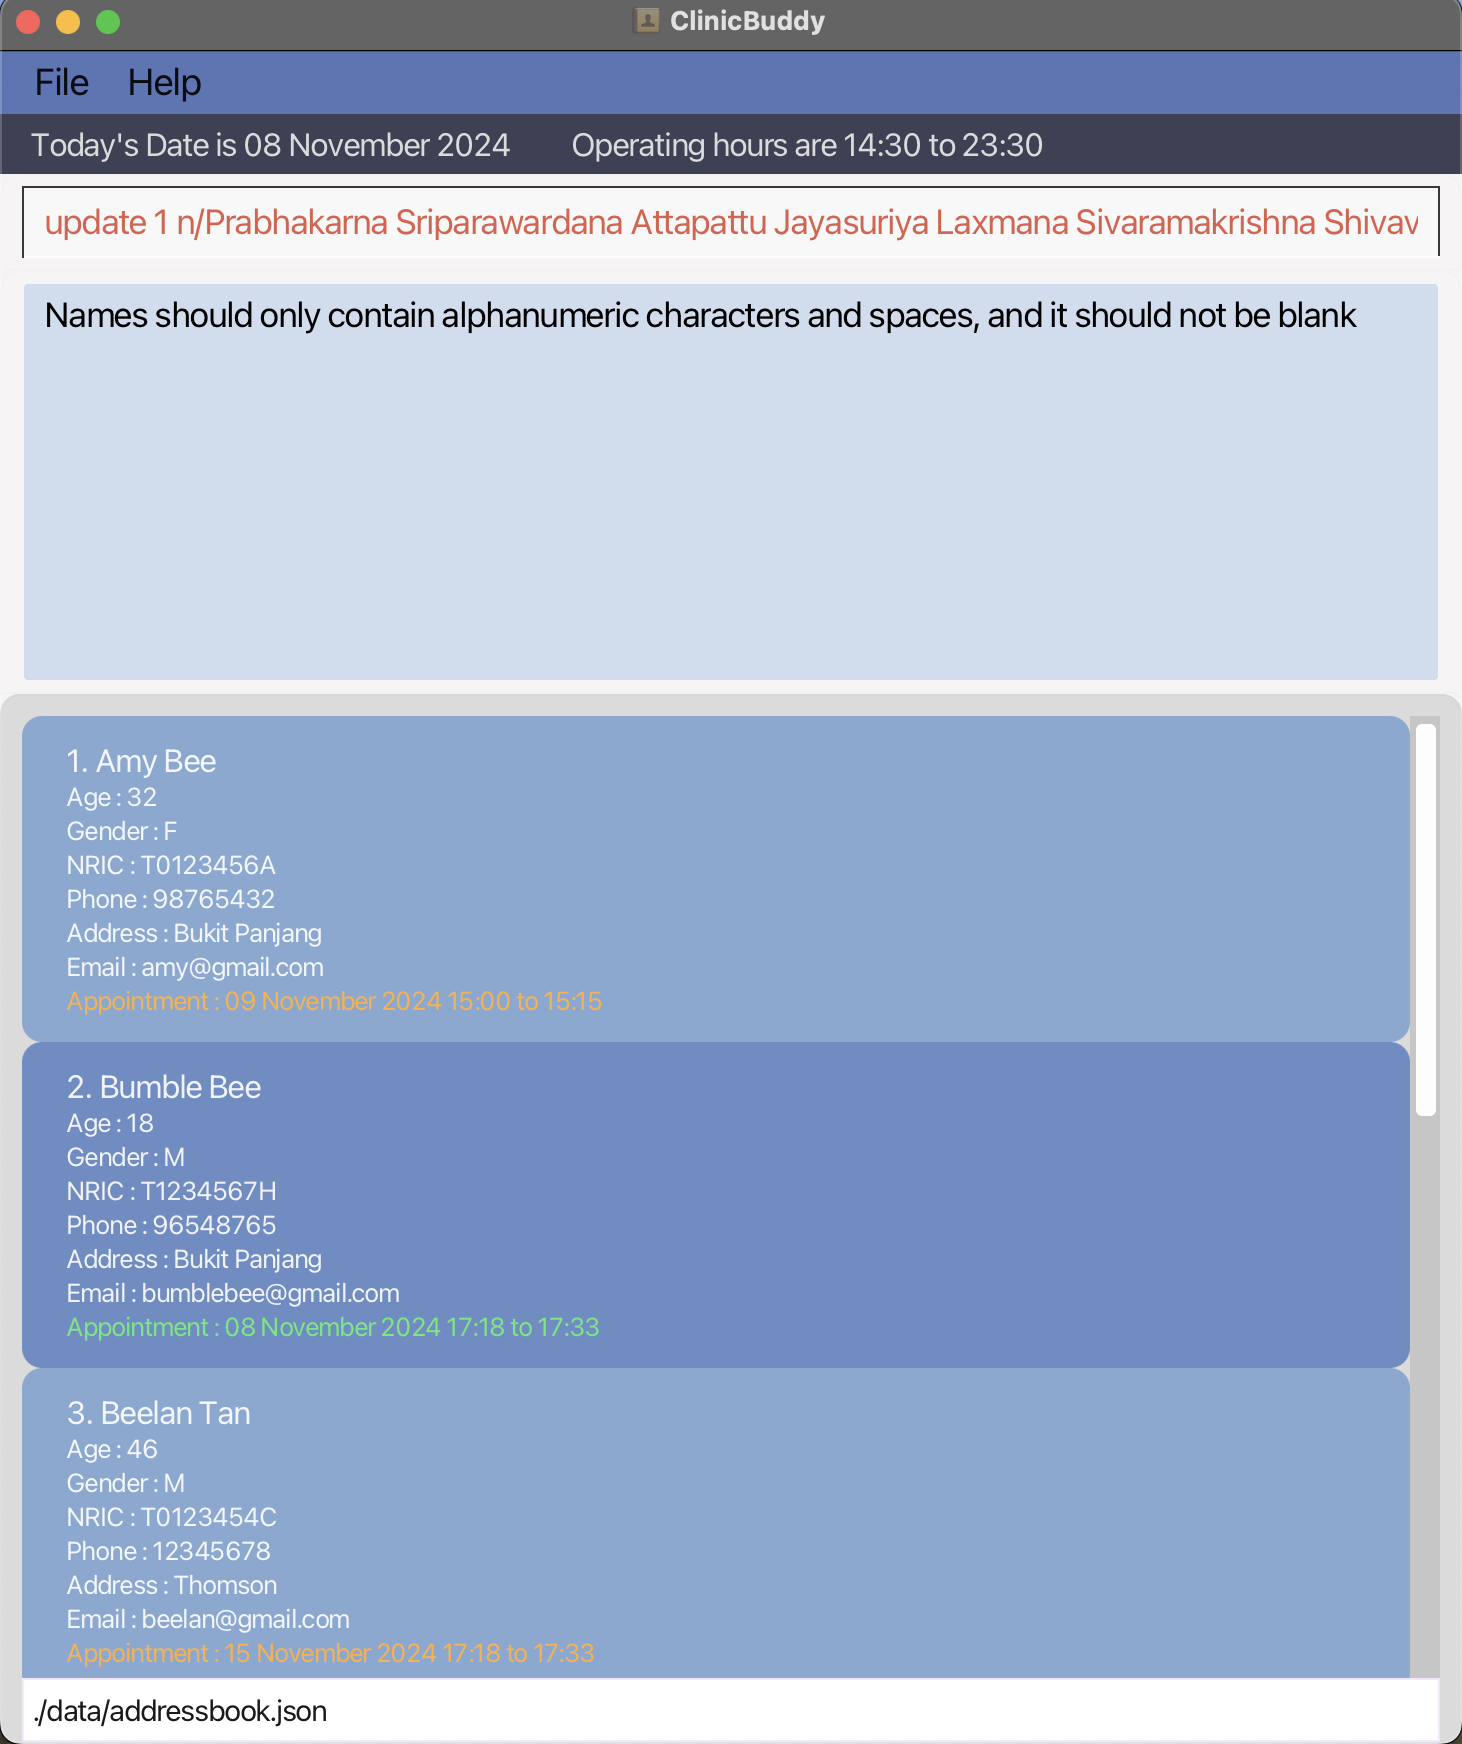 ClinicBuddy
File Help
Today's Date is 08 November 2024 Operating hours are 14:30 to 23:30
update 1 n/Prabhakarna Sriparawardana Attapattu Jayasuriya Laxmana Sivaramakrishna Shivav
Names should only contain alphanumeric characters and spaces, and it should not be blank
1. Amy Bee
Age : 32
Gender : F
NRIC : T0123456A
Phone : 98765432
Address : Bukit Panjang
Email : amy@gmail.com
Appointment : 09 November 2024 15:00 to 15:15
2. Bumble Bee
Age : 18
Gender : M
NRIC : T1234567H
Phone : 96548765
Address : Bukit Panjang
Email : bumblebee@gmail.com
Appointment : 08 November 2024 17:18 to 17:33
3. Beelan Tan
Age : 46
Gender : M
NRIC : T0123454C
Phone : 12345678
Address : Thomson
Email : beelan@gmail.com
Appointment : 15 November 2024 17:18 to 17:33
./data/addressbook.json